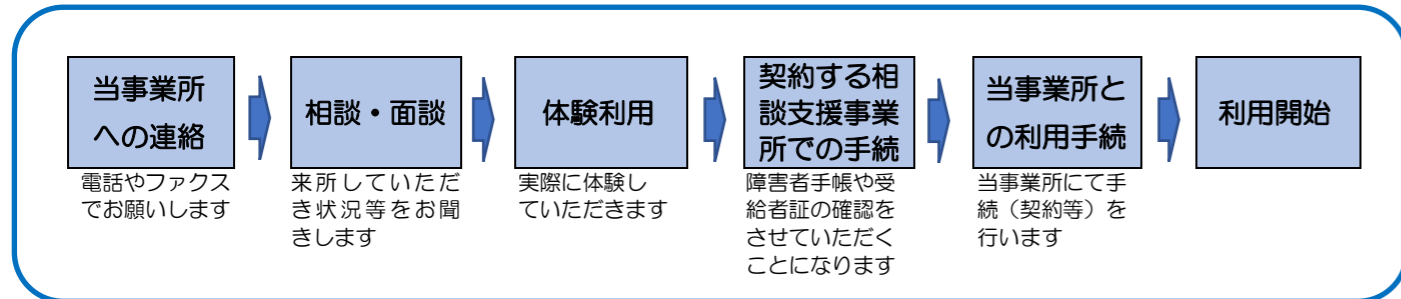 当事業所
への連絡
電話やファクス
でお願いします
相談・面談
来所していただ
き状況等をお聞
きします
体験利用
実際に体験し
ていただきます
契約する相
談支援事業
所での手続
障害者手帳や受
給者証の確認を
させていただく
ことになります
当事業所と
の利用手続
当事業所にて手
続（契約等）を
行います
利用開始